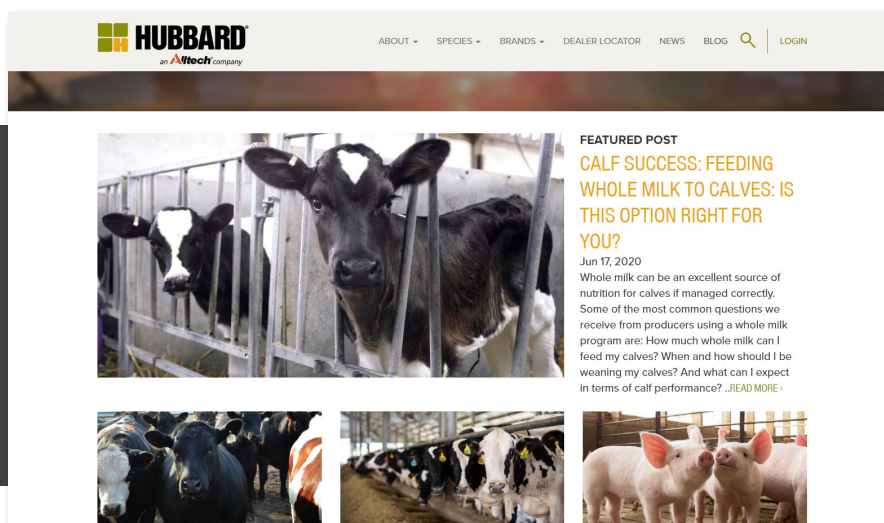 HUBBARD®
an Alltech® company
ABOUT SPECIES BRANDS DEALER LOCATOR NEWS BLOG LOGIN
FEATURED POST
CALF SUCCESS: FEEDING
WHOLE MILK TO CALVES: IS
THIS OPTION RIGHT FOR
YOU?
Jun 17, 2020
Whole milk can be an excellent source of
nutrition for calves if managed correctly.
Some of the most common questions we
receive from producers using a whole milk
program are: How much whole milk can I
feed my calves? When and how should I be
weaning my calves? And what can I expect
in terms of calf performance? ..READ MORE ›